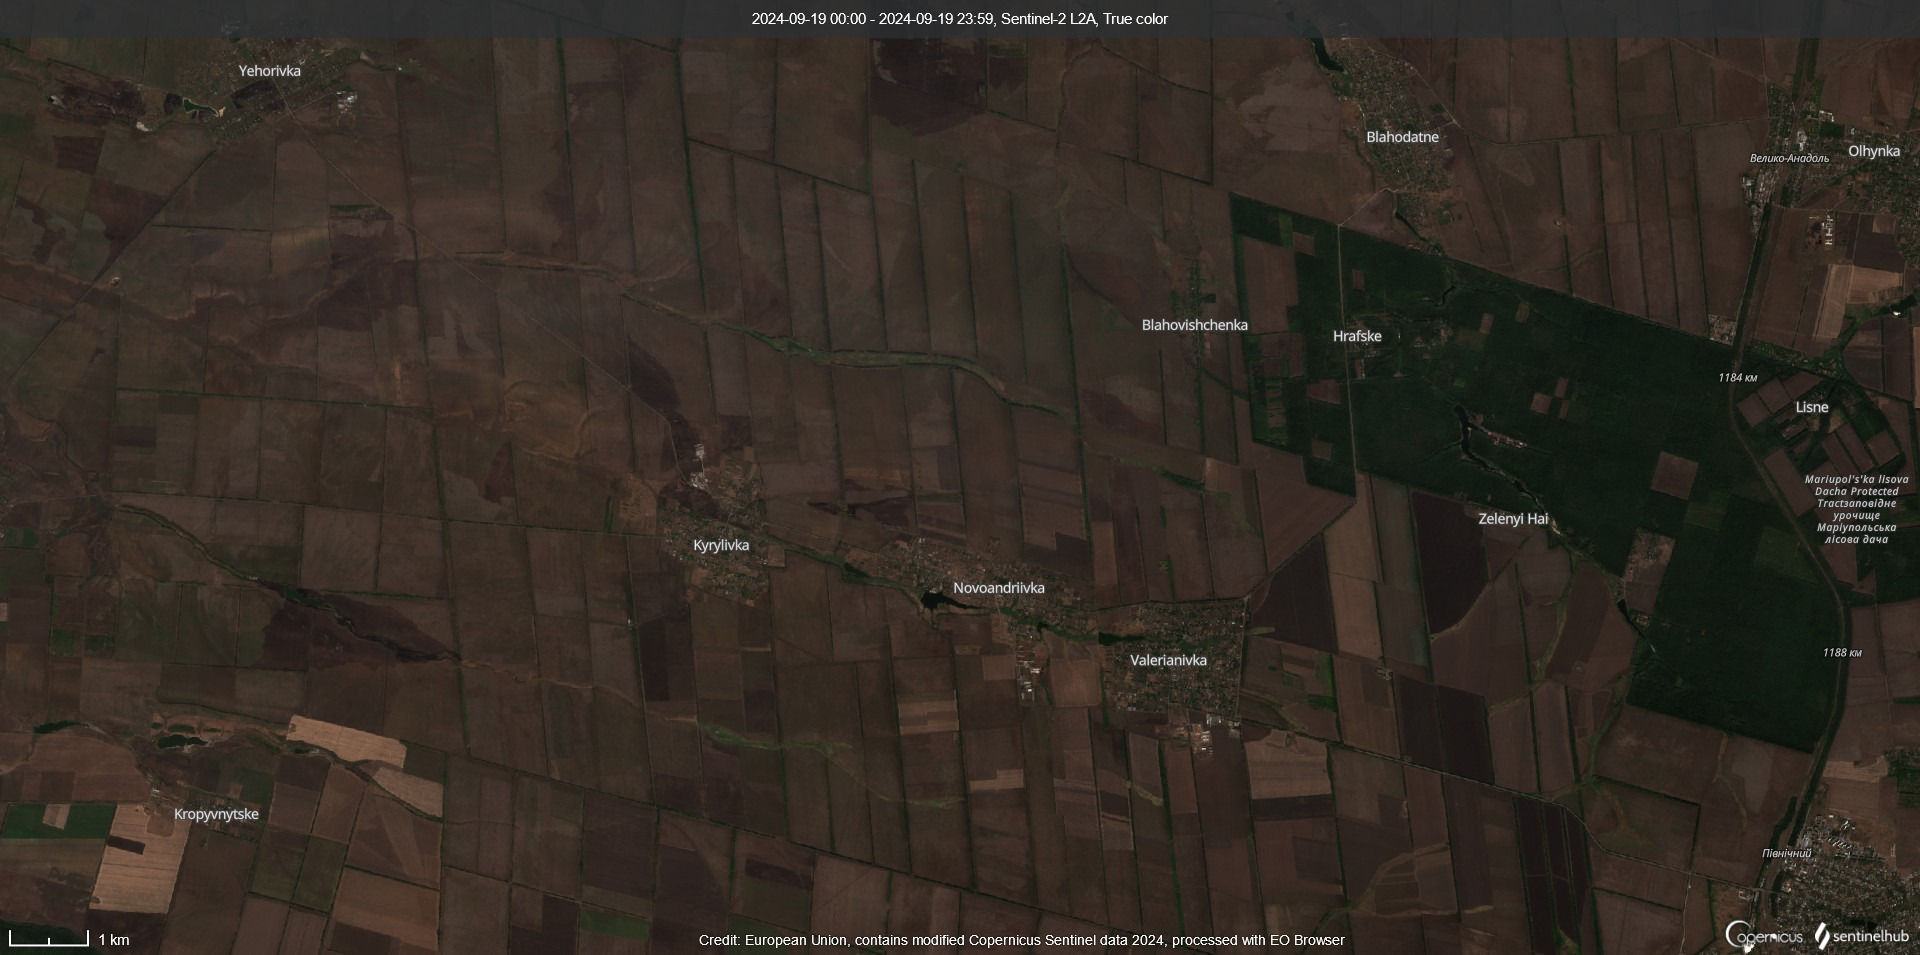 2024-09-19 00:00 - 2024-09-19 23:59, Sentinel-2 L2A, True color
Yehorivka
Blahodatne
Велико-Анадоль
Olhynka
Blahovishchenka
Hrafske
1184 км
Lisne
Mariupol's'ka lisova
Dacha Protected
Tractзаповідне
урочище
Маріупольська
лісова дача
Zelenyi Hai
Kyrylivka
Novoandriivka
Valerianivka
1188 км
Kropyvnytske
Північний
1 km
Credit: European Union, contains modified Copernicus Sentinel data 2024, processed with EO Browser
Copernicus
sentinelhub